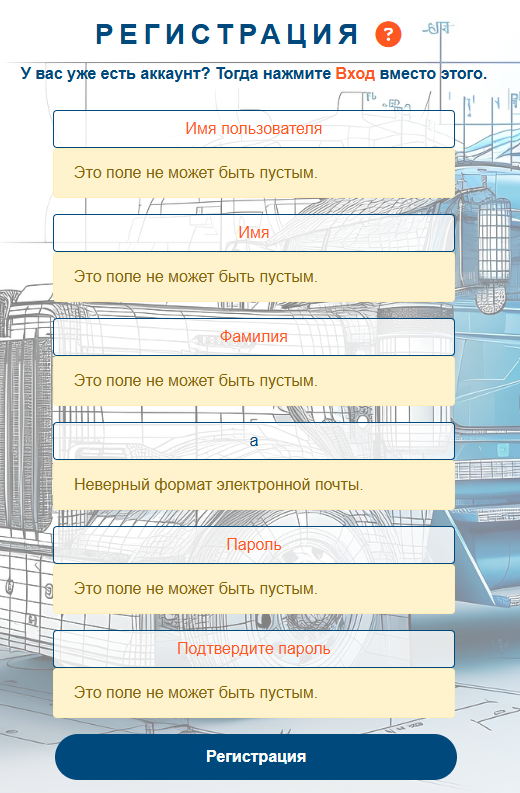 РЕГИСТРАЦИЯ ?
У вас уже есть аккаунт? Тогда нажмите Вход вместо этого.
Имя пользователя
Это поле не может быть пустым.
Имя
Это поле не может быть пустым.
Фамилия
Это поле не может быть пустым.
а
Неверный формат электронной почты.
Пароль
Это поле не может быть пустым.
Подтвердите пароль
Это поле не может быть пустым.
Регистрация